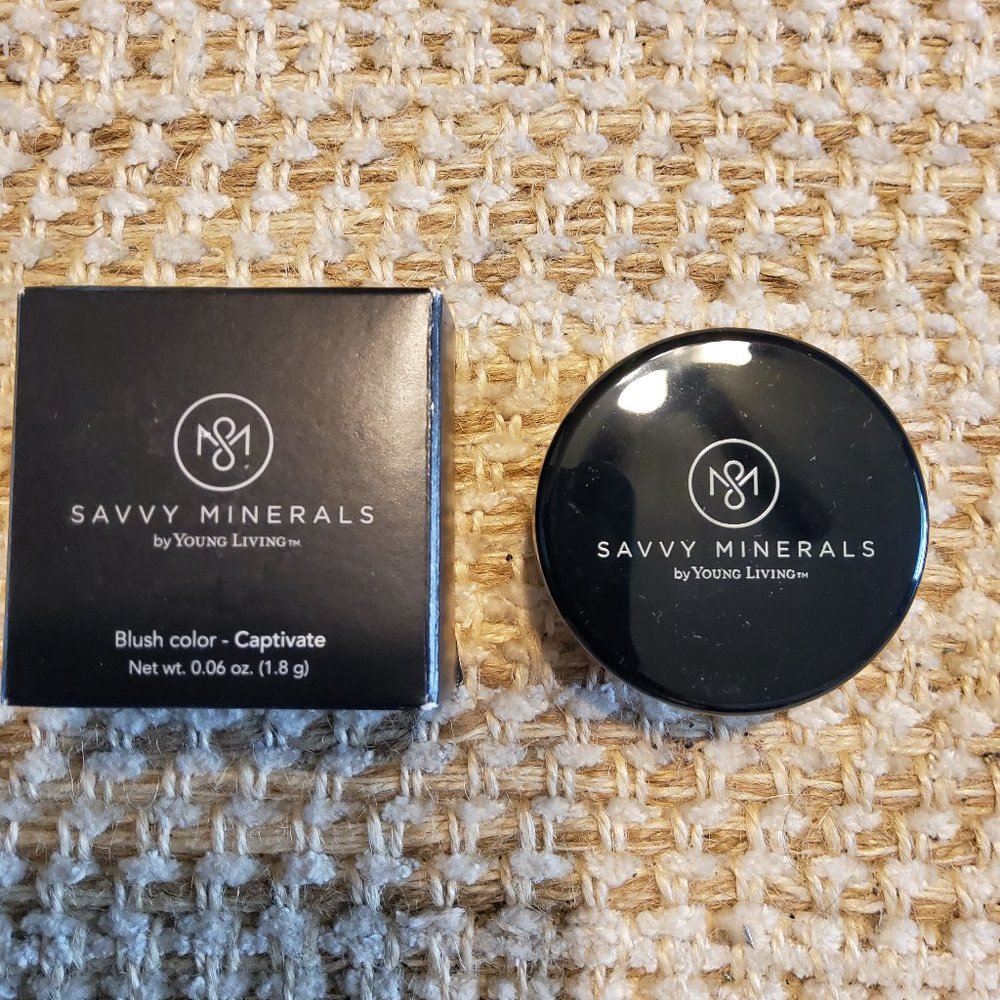 SAVVY MINERALS
by YOUNG LIVING™
Blush color - Captivate
Net wt. 0.06 oz. (1.8 g)
SAVVY MINERALS
by YOUNG LIVING™